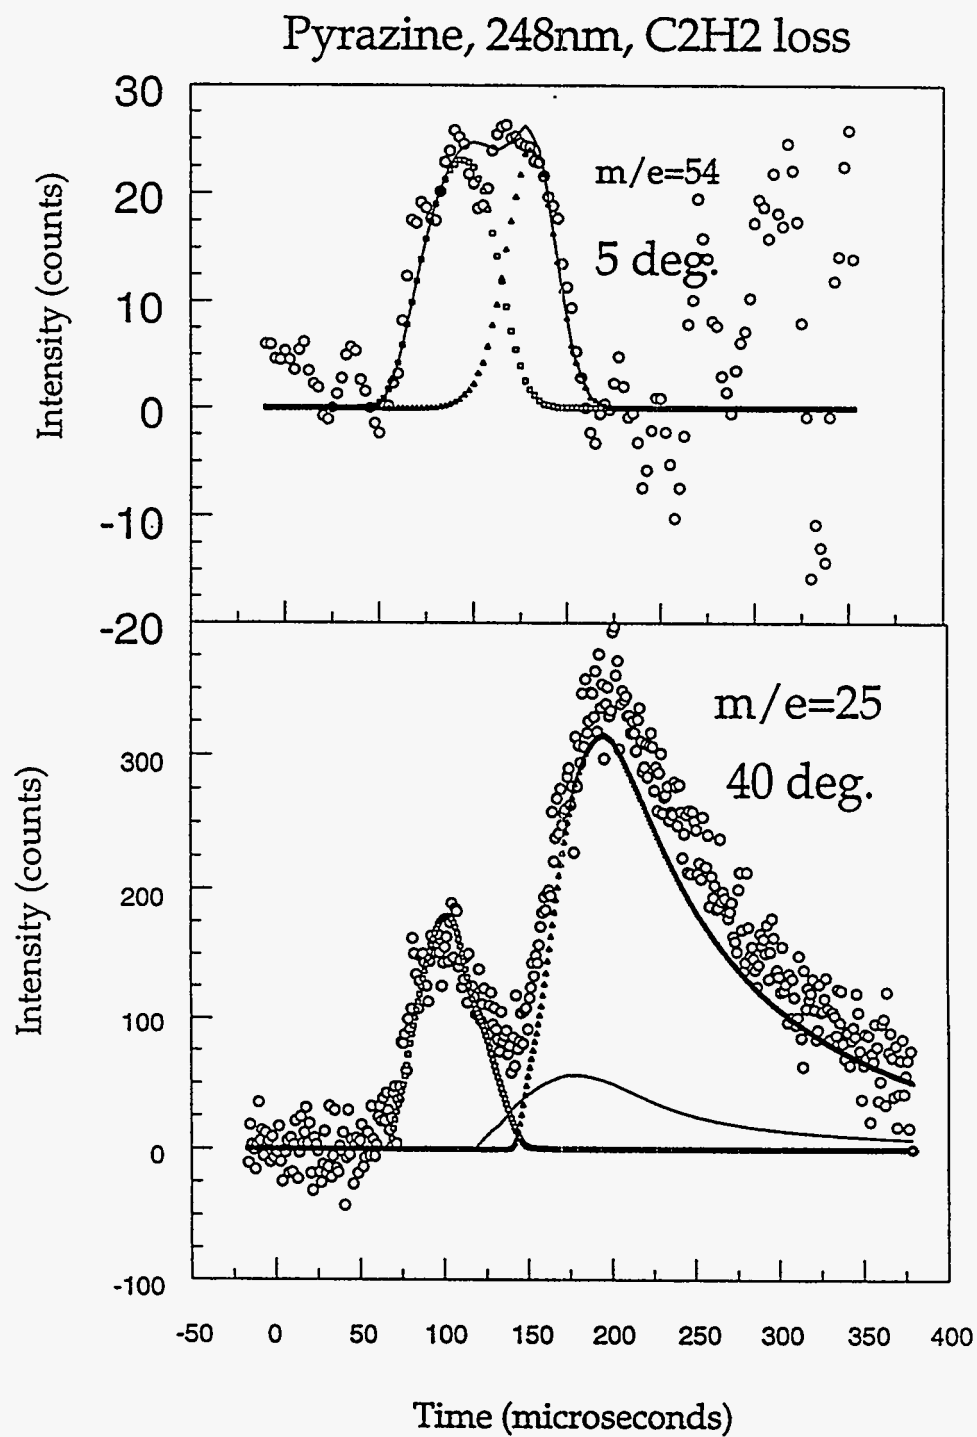 Pyrazine, 248nm, C2H2 loss
30
20
10
0
-10
-20
Intensity (counts)
m/e=54
5 deg.
300
200
100
0
-100
Intensity (counts)
m/e=25
40 deg.
-50 0 50 100 150 200 250 300 350 400
Time (microseconds)